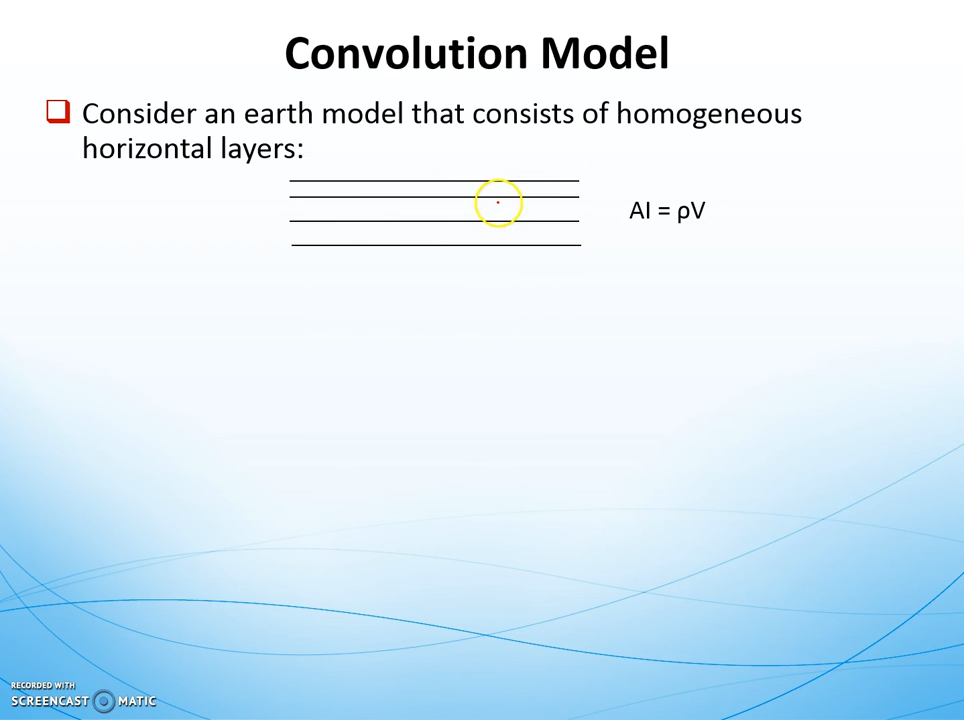 Convolution Model
Consider an earth model that consists of homogeneous
horizontal layers:
AI = ρV
RECORDED WITH
SCREENCAST MATIC